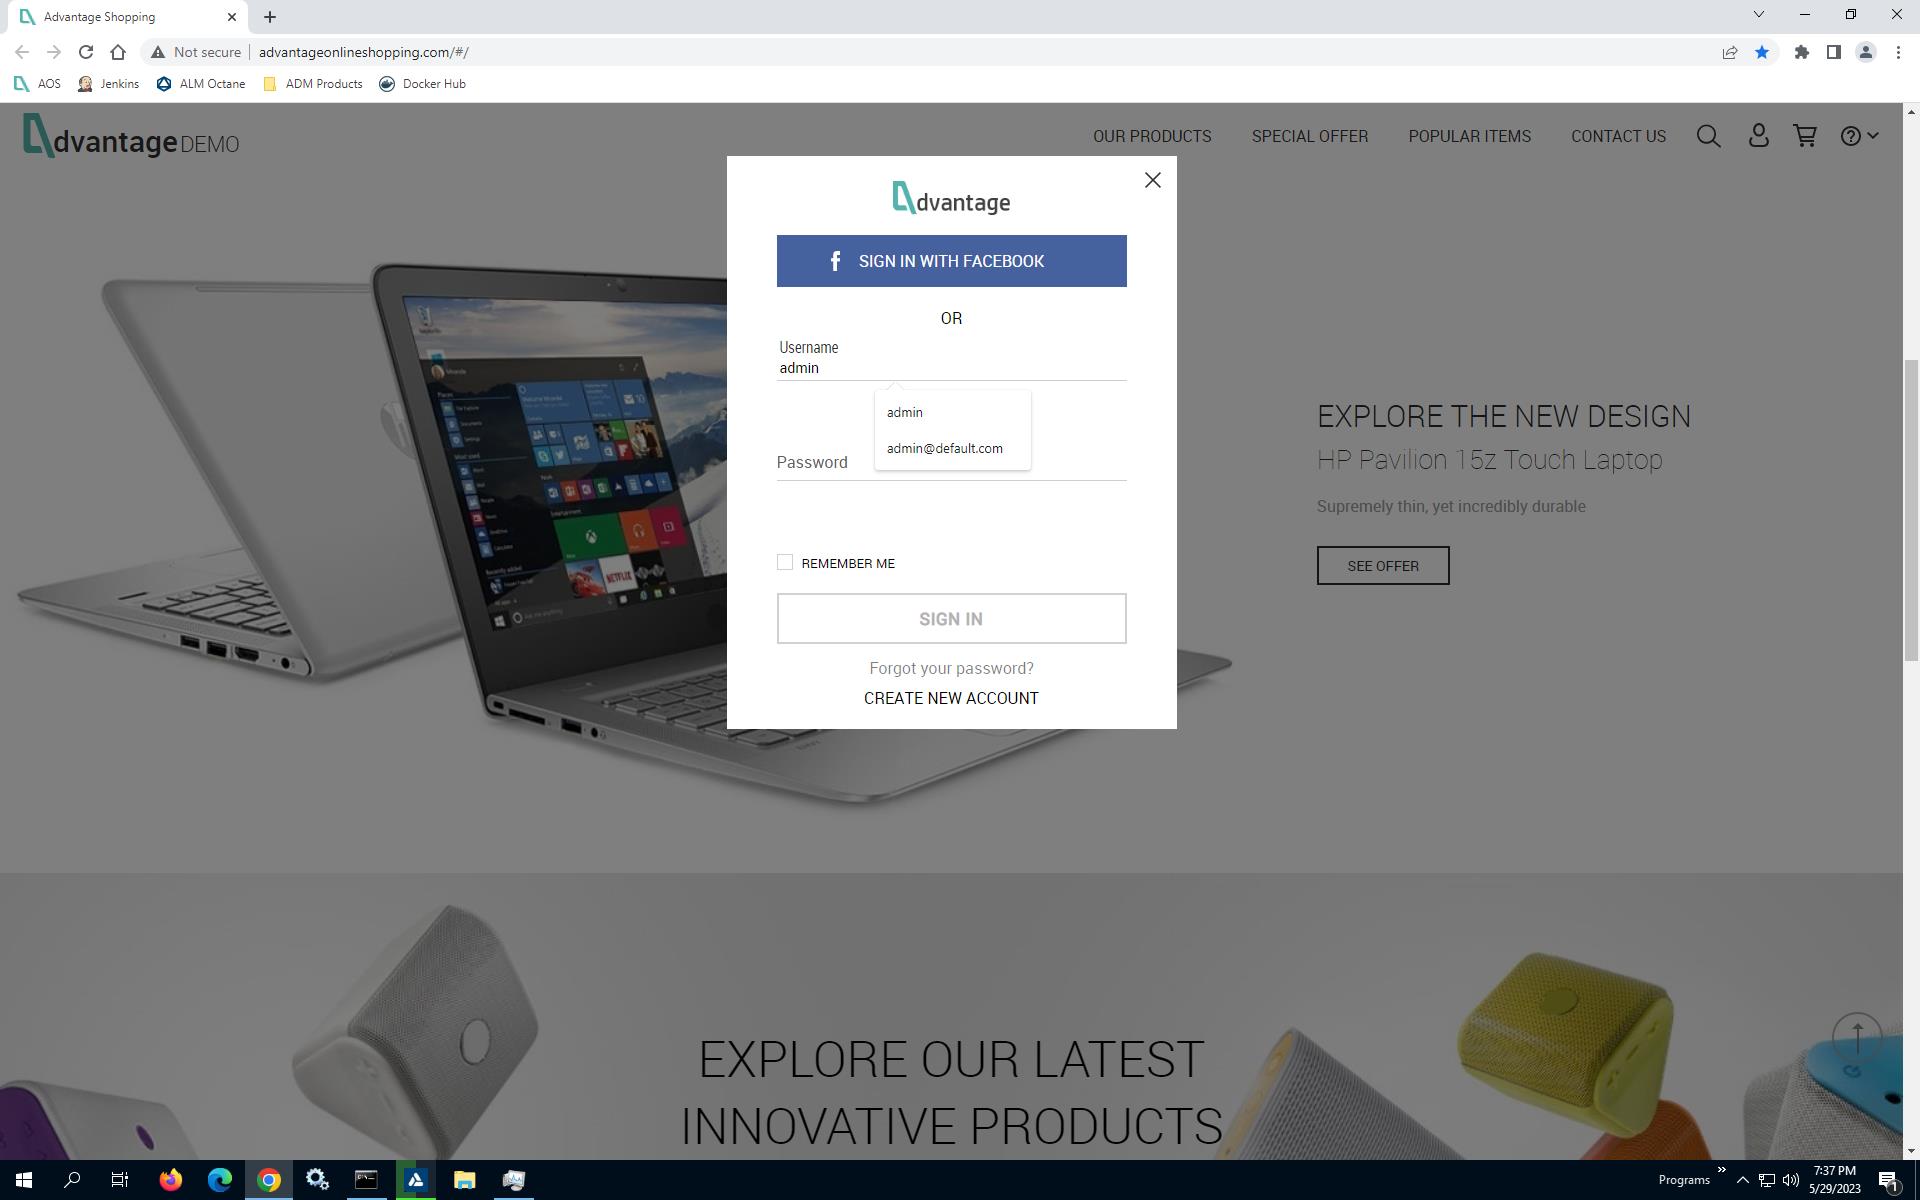 Advantage Shopping
Not secure
advantageonlineshopping.com/#/
AOS
Jenkins
ALM Octane
ADM Products
Docker Hub
dvantage DEMO
OUR PRODUCTS
SPECIAL OFFER
POPULAR ITEMS
CONTACT US
dvantage
f SIGN IN WITH FACEBOOK
OR
Username
admin
admin
admin@default.com
Password
REMEMBER ME
SIGN IN
Forgot your password?
CREATE NEW ACCOUNT
EXPLORE THE NEW DESIGN
HP Pavilion 15z Touch Laptop
Supremely thin, yet incredibly durable
SEE OFFER
NETFLIX
EXPLORE OUR LATEST
INNOVATIVE PRODUCTS
Programs
7:37 PM
5/29/2023
1